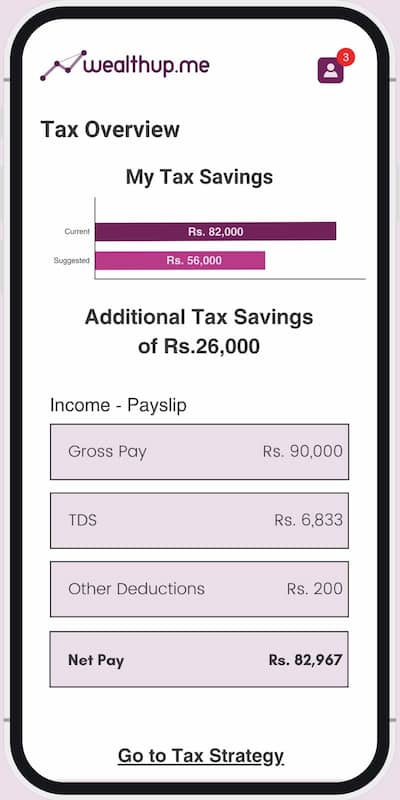 wealthup.me
3
Tax Overview
My Tax Savings
Current Rs. 82,000
Suggested Rs. 56,000
Additional Tax Savings
of Rs.26,000
Income - Payslip
Gross Pay Rs. 90,000
TDS Rs. 6,833
Other Deductions Rs. 200
Net Pay Rs. 82,967
Go to Tax Strategy